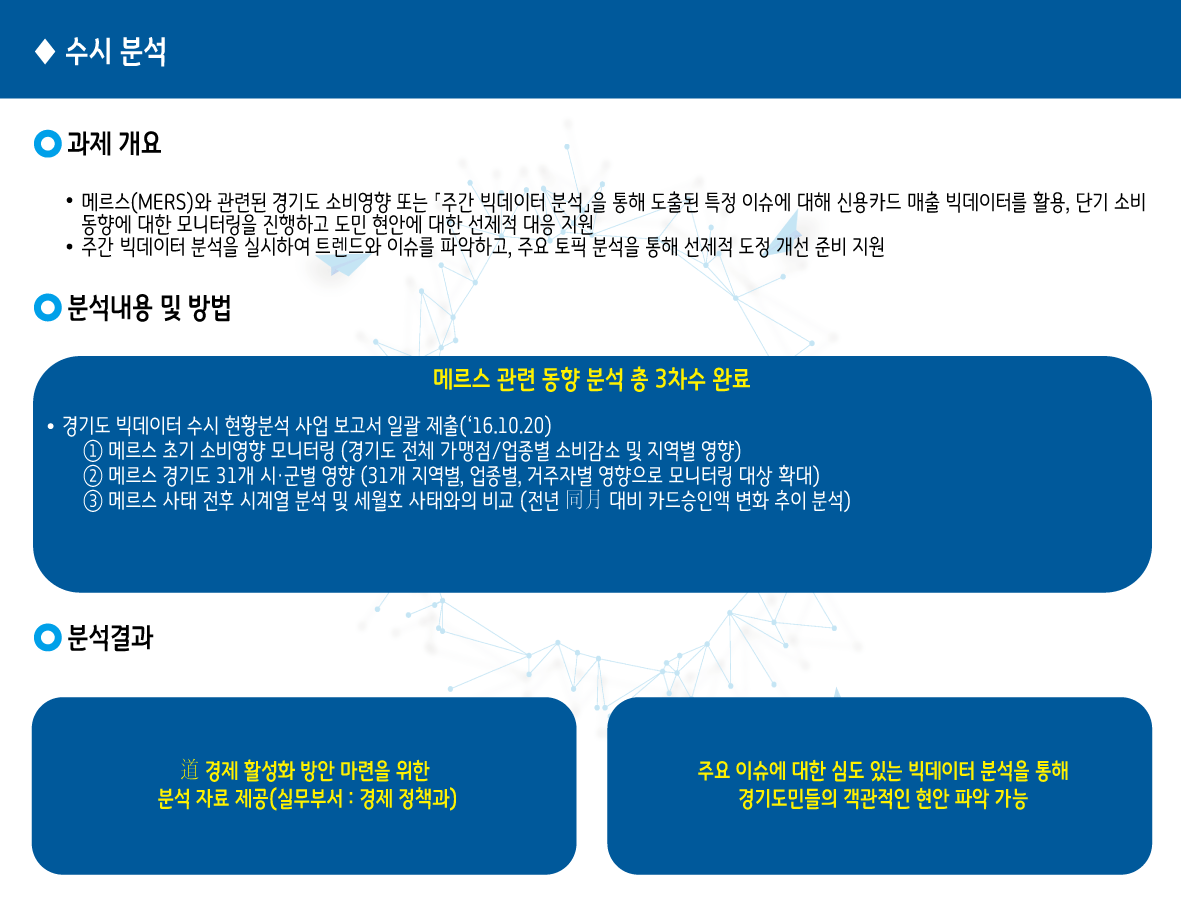 ◆ 수시 분석
과제 개요
• 메르스(MERS)와 관련된 경기도 소비영향 또는 「주간 빅데이터 분석」을 통해 도출된 특정 이슈에 대해 신용카드 매출 빅데이터를 활용, 단기 소비
동향에 대한 모니터링을 진행하고 도민 현안에 대한 선제적 대응 지원
• 주간 빅데이터 분석을 실시하여 트렌드와 이슈를 파악하고, 주요 토픽 분석을 통해 선제적 도정 개선 준비 지원
분석내용 및 방법
메르스 관련 동향 분석 총 3차수 완료
• 경기도 빅데이터 수시 현황분석 사업 보고서 일괄 제출(‘16.10.20)
① 메르스 초기 소비영향 모니터링 (경기도 전체 가맹점/업종별 소비감소 및 지역별 영향)
② 메르스 경기도 31개 시·군별 영향 (31개 지역별, 업종별, 거주자별 영향으로 모니터링 대상 확대)
③ 메르스 사태 전후 시계열 분석 및 세월호 사태와의 비교 (전년 同月 대비 카드승인액 변화 추이 분석)
분석결과
道 경제 활성화 방안 마련을 위한
분석 자료 제공(실무부서 : 경제 정책과)
주요 이슈에 대한 심도 있는 빅데이터 분석을 통해
경기도민들의 객관적인 현안 파악 가능